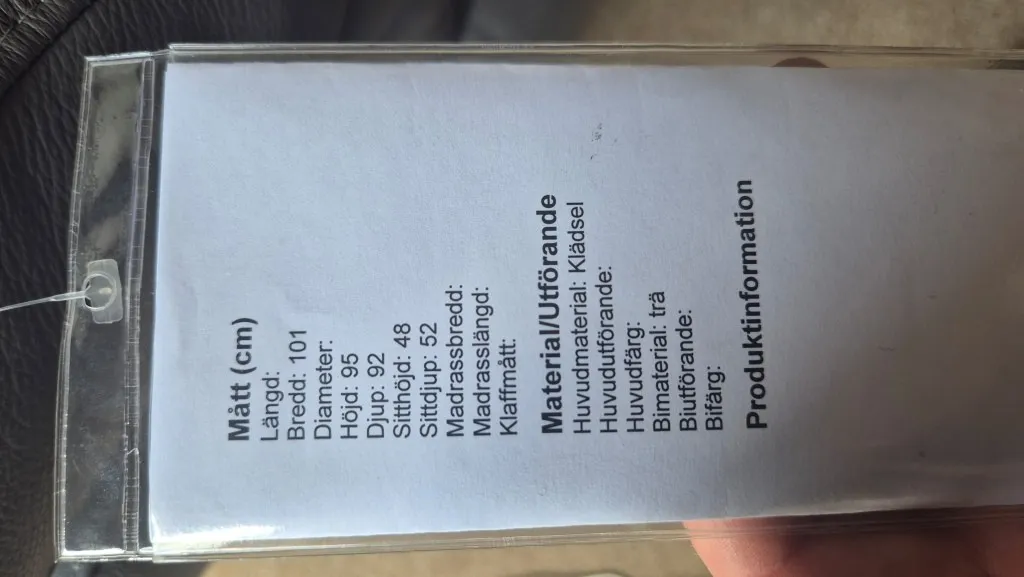 Mått (cm)
Längd:
Bredd: 101
Diameter:
Höjd: 95
Djup: 92
Sitthöjd: 48
Sittdjup: 52
Madrassbredd:
Madrasslängd:
Klaffmått:
Material/Utförande
Huvudmaterial: Klädsel
Huvudutförande:
Huvudfärg:
Bimaterial: trä
Biutförande:
Bifärg:
Produktinformation